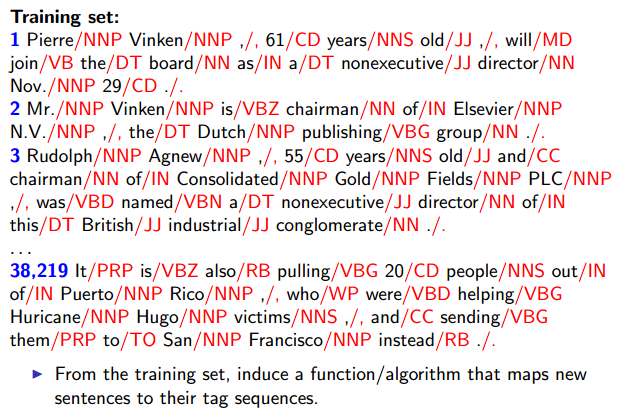 Training set:
1 Pierre/NNP Vinken/NNP ,/, 61/CD years/NNS old/JJ ,/, will/MD
join/VB the/DT board/NN as/IN a/DT nonexecutive/JJ director/NN
Nov./NNP 29/CD ./.
2 Mr./NNP Vinken/NNP is/VBZ chairman/NN of/IN Elsevier/NNP
N.V./NNP ,/, the/DT Dutch/NNP publishing/VBG group/NN ./.
3 Rudolph/NNP Agnew/NNP ,/, 55/CD years/NNS old/JJ and/CC
chairman/NN of/IN Consolidated/NNP Gold/NNP Fields/NNP PLC/NNP
,/, was/VBD named/VBN a/DT nonexecutive/JJ director/NN of/IN
this/DT British/JJ industrial/JJ conglomerate/NN ./.
. . .
38,219 It/PRP is/VBZ also/RB pulling/VBG 20/CD people/NNS out/IN
of/IN Puerto/NNP Rico/NNP ,/, who/WP were/VBD helping/VBG
Huricane/NNP Hugo/NNP victims/NNS ,/, and/CC sending/VBG
them/PRP to/TO San/NNP Francisco/NNP instead/RB ./.
▶ From the training set, induce a function/algorithm that maps new
sentences to their tag sequences.